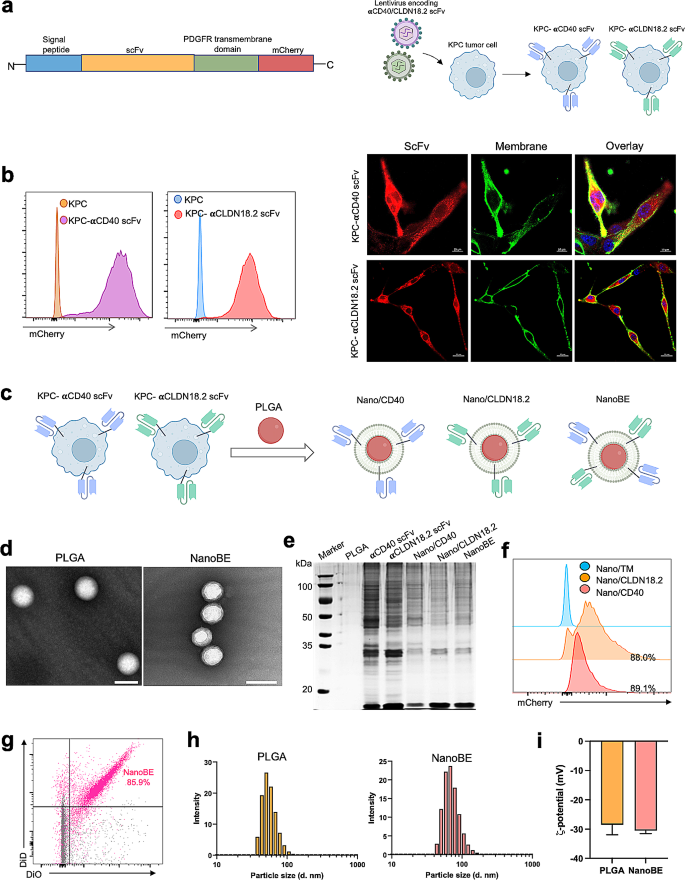 a
Signal
peptide
scFv
PDGFR transmembrane
domain
mCherry
N
C
Lentivirus encoding
αCD40/CLDN18.2 scFv
KPC tumor cell
KPC- αCD40 scFv
KPC- αCLDN18.2 scFv
b
KPC
KPC-αCD40 scFv
mCherry
KPC
KPC- αCLDN18.2 scFv
mCherry
ScFv
Membrane
Overlay
KPC-αCD40 scFv
KPC- αCLDN18.2 scFv
c
KPC- αCD40 scFv
KPC- αCLDN18.2 scFv
PLGA
Nano/CD40
Nano/CLDN18.2
NanoBE
d
PLGA
NanoBE
e
Marker
PLGA
αCD40 scFv
αCLDN18.2 scFv
Nano/CD40
Nano/CLDN18.2
NanoBE
kDa
100
80
50
35
20
f
Nano/TM
Nano/CLDN18.2
Nano/CD40
88.0%
89.1%
mCherry
g
NanoBE
85.9%
DiD
DiO
h
PLGA
Intensity
30
20
10
0
10
100
1000
Particle size (d. nm)
NanoBE
Intensity
25
20
15
10
5
0
10
100
1000
Particle size (d. nm)
i
ζ-potential (mV)
0
-10
-20
-30
-40
PLGA
NanoBE